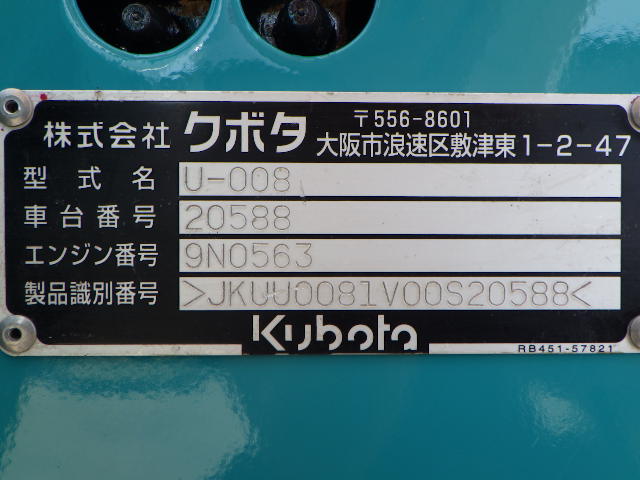 株式会社 クボタ 〒556-8601
大阪市浪速区敷津東1-2-47
型式名 U-008
車台番号 20588
エンジン番号 9N0563
製品識別番号 >JKUU0081V00S20588<
Kubota
RB451-57821